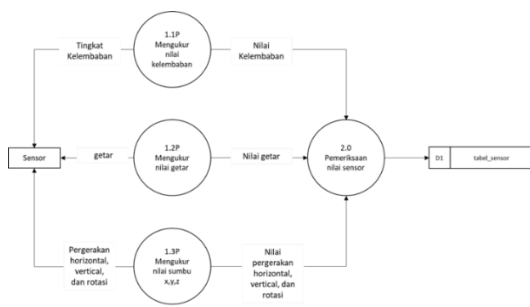 Tingkat
Kelembaban
1.1P
Mengukur
nilai
kelembaban
Nilai
Kelembaban
Sensor
getar
1.2P
Mengukur
nilai getar
Nilai getar
2.0
Pemeriksaan
nilai sensor
D1
tabel_sensor
Pergerakan
horizontal,
vertical,
dan rotasi
1.3P
Mengukur
nilai sumbu
x,y,z
Nilai
pergerakan
horizontal,
vertical, dan
rotasi